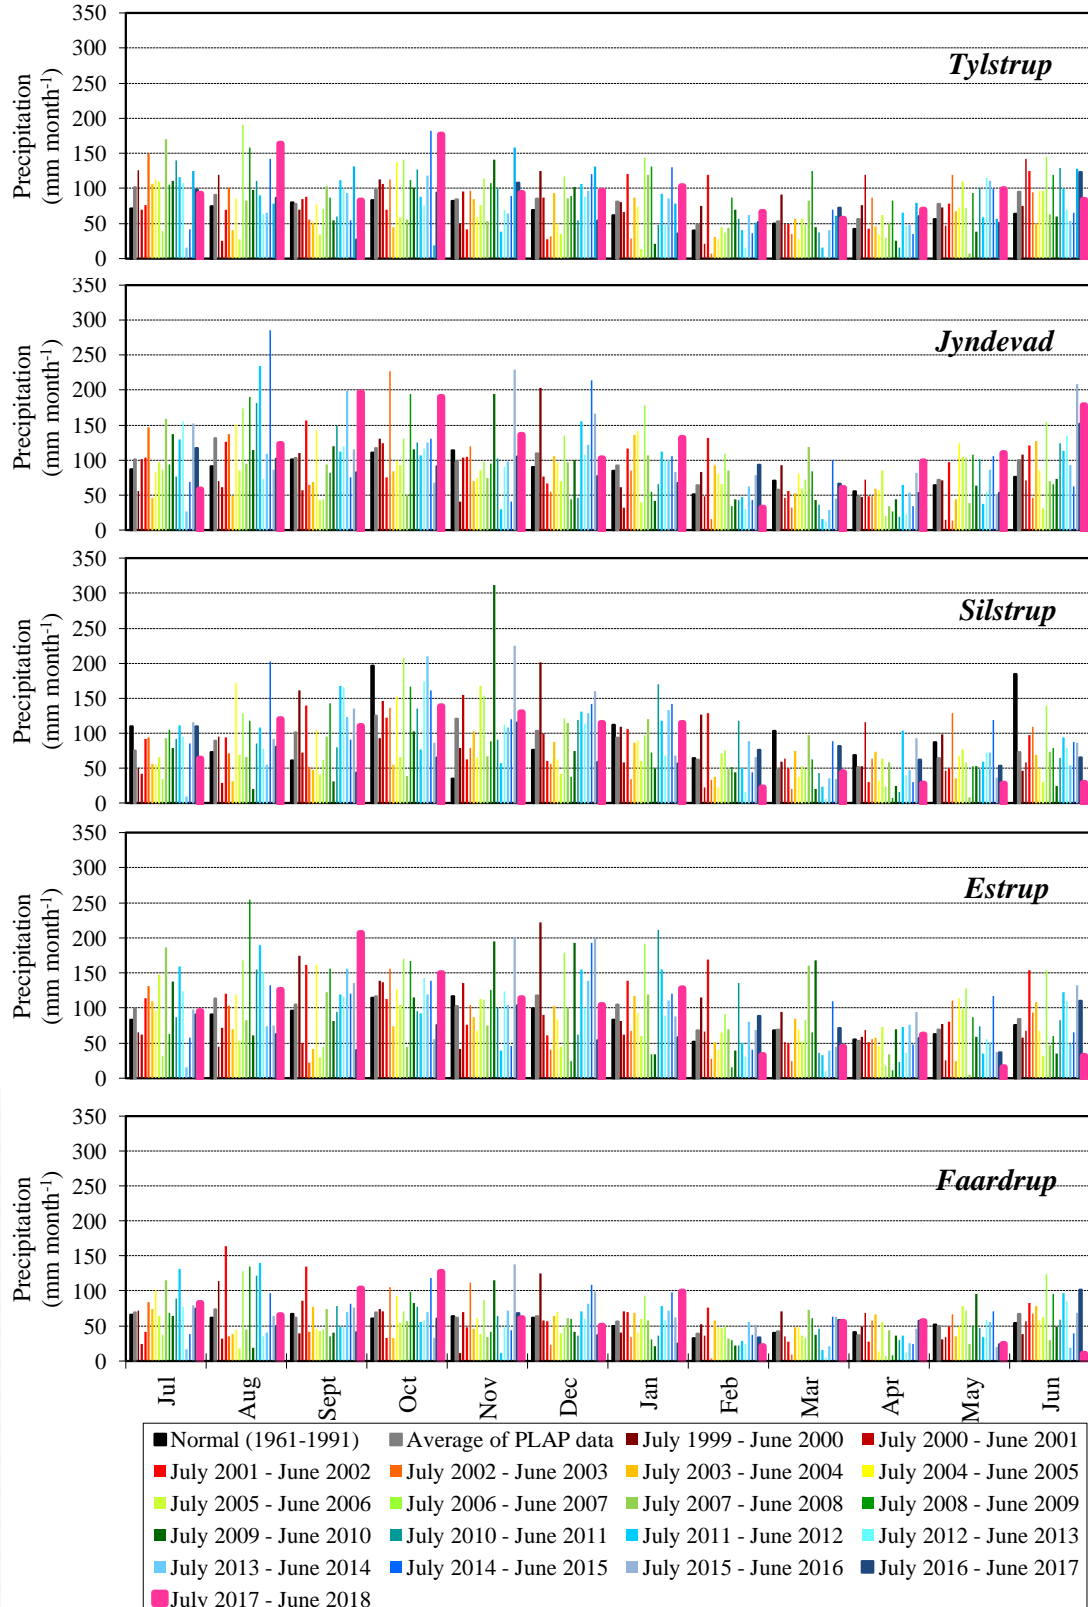 350
300
250
200
150
100
50
0
Precipitation
(mm month-1)
Tylstrup
350
300
250
200
150
100
50
0
Precipitation
(mm month-1)
Jyndevad
350
300
250
200
150
100
50
0
Precipitation
(mm month-1)
Silstrup
350
300
250
200
150
100
50
0
Precipitation
(mm month-1)
Estrup
350
300
250
200
150
100
50
0
Precipitation
(mm month-1)
Faardrup
Jul Aug Sept Oct Nov Dec Jan Feb Mar Apr May Jun
Normal (1961-1991) Average of PLAP data July 1999 - June 2000 July 2000 - June 2001
July 2001 - June 2002 July 2002 - June 2003 July 2003 - June 2004 July 2004 - June 2005
July 2005 - June 2006 July 2006 - June 2007 July 2007 - June 2008 July 2008 - June 2009
July 2009 - June 2010 July 2010 - June 2011 July 2011 - June 2012 July 2012 - June 2013
July 2013 - June 2014 July 2014 - June 2015 July 2015 - June 2016 July 2016 - June 2017
July 2017 - June 2018